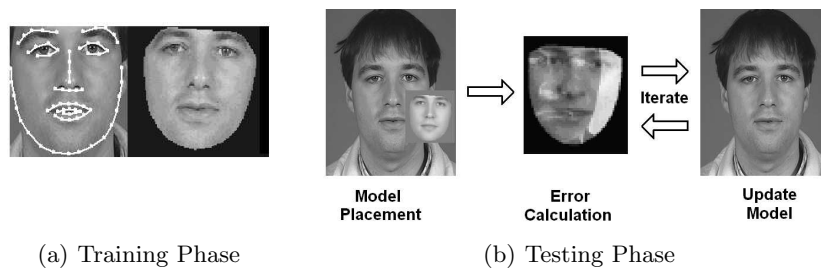 Iterate
Model
Placement
Error
Calculation
Update
Model
(a) Training Phase
(b) Testing Phase